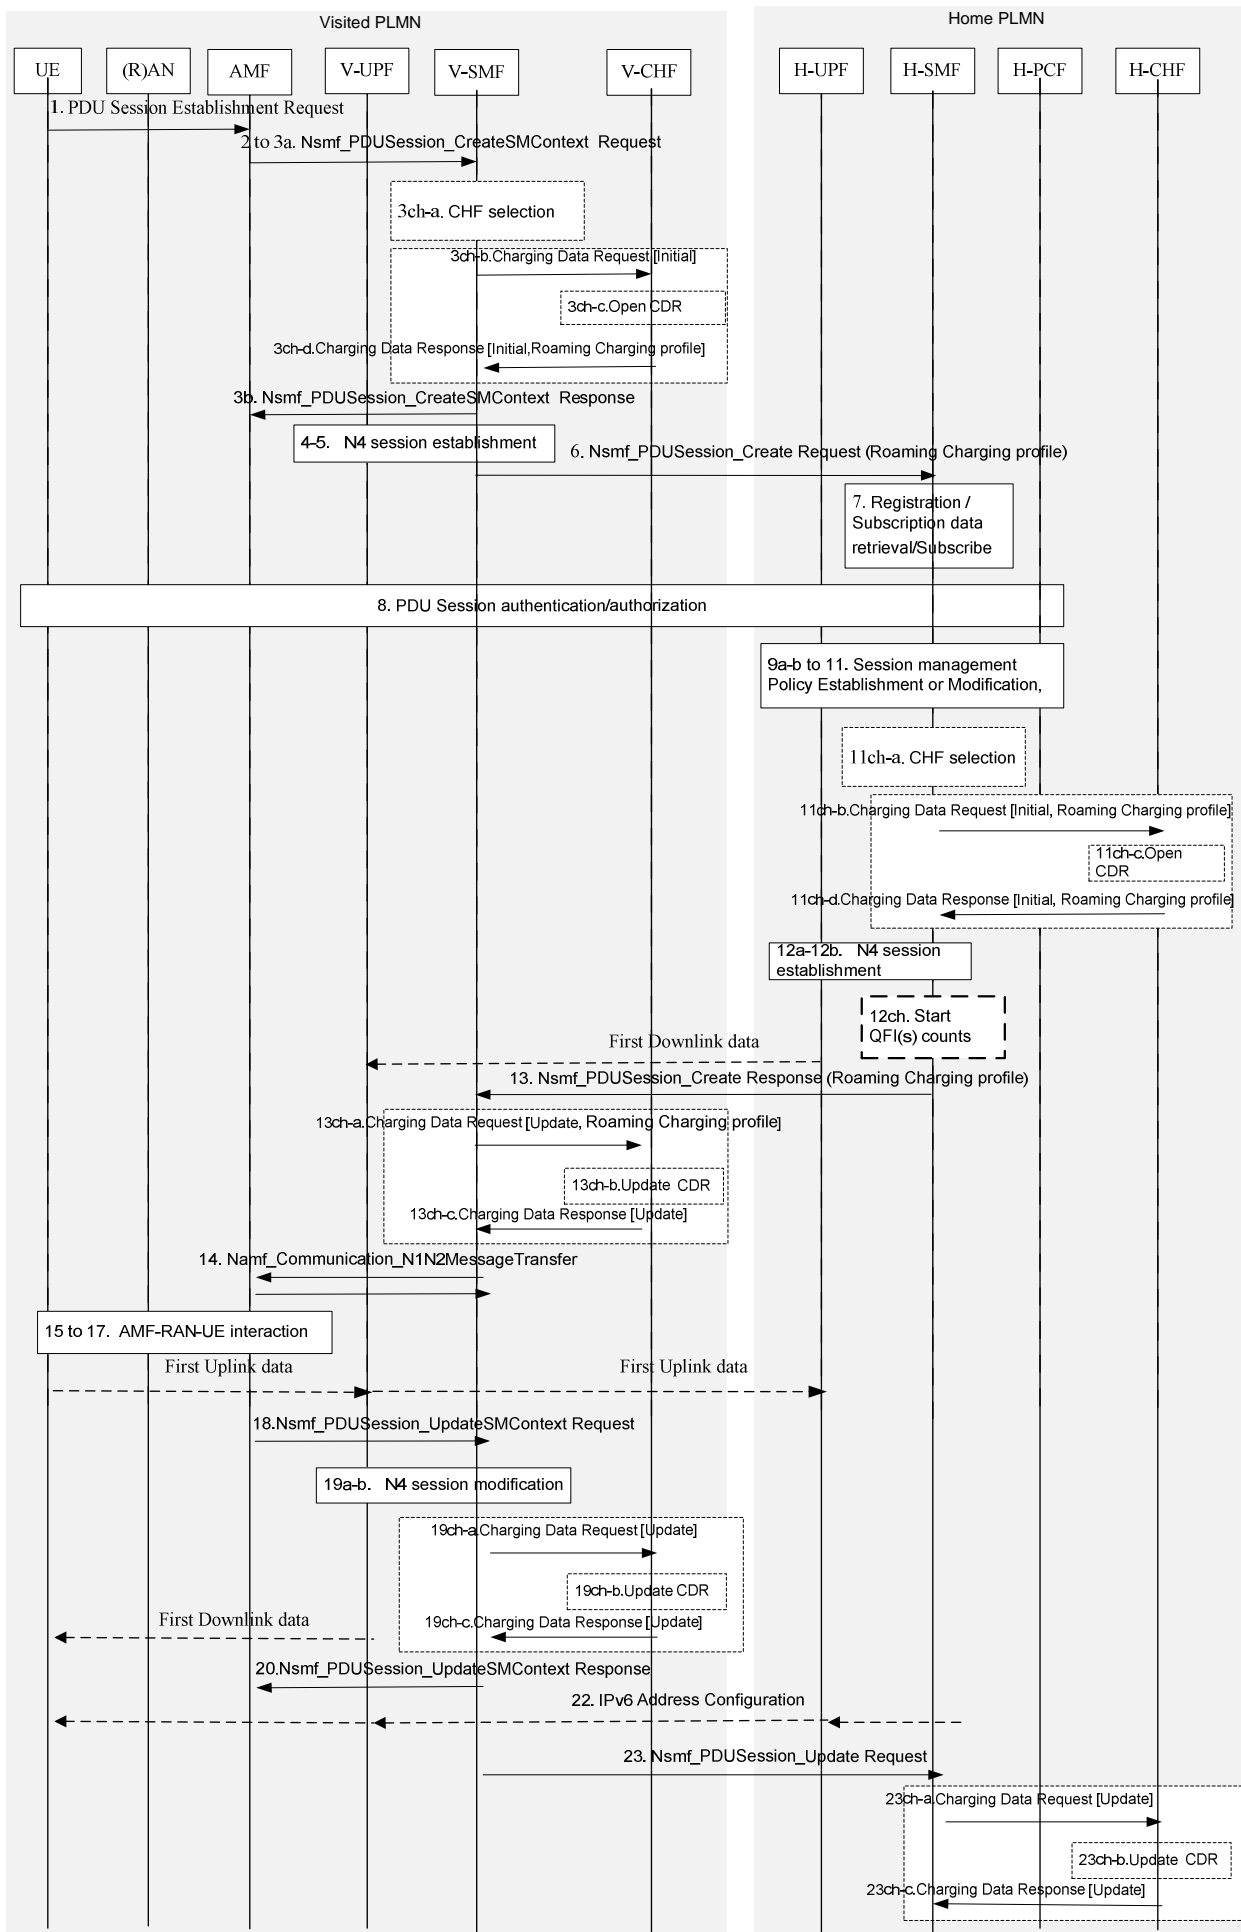 Visited PLMN
Home PLMN
UE
(R)AN
AMF
V-UPF
V-SMF
V-CHF
H-UPF
H-SMF
H-PCF
H-CHF
1. PDU Session Establishment Request
2 to 3a. Nsmf_PDUSession_CreateSMContext Request
3ch-a. CHF selection
3ch-b.Charging Data Request [Initial]
3ch-c.Open CDR
3ch-d.Charging Data Response [Initial,Roaming Charging profile]
3b. Nsmf_PDUSession_CreateSMContext Response
4-5. N4 session establishment
6. Nsmf_PDUSession_Create Request (Roaming Charging profile)
7. Registration /
Subscription data
retrieval/Subscribe
8. PDU Session authentication/authorization
9a-b to 11. Session management
Policy Establishment or Modification,
11ch-a. CHF selection
11ch-b.Charging Data Request [Initial, Roaming Charging profile]
11ch-c.Open
CDR
11ch-d.Charging Data Response [Initial, Roaming Charging profile]
12a-12b. N4 session
establishment
12ch. Start
QFI(s) counts
First Downlink data
13. Nsmf_PDUSession_Create Response (Roaming Charging profile)
13ch-a.Charging Data Request [Update, Roaming Charging profile]
13ch-b.Update CDR
13ch-c.Charging Data Response [Update]
14. Namf_Communication_N1N2MessageTransfer
15 to 17. AMF-RAN-UE interaction
First Uplink data
First Uplink data
18.Nsmf_PDUSession_UpdateSMContext Request
19a-b. N4 session modification
19ch-a.Charging Data Request [Update]
19ch-b.Update CDR
19ch-c.Charging Data Response [Update]
First Downlink data
20.Nsmf_PDUSession_UpdateSMContext Response
22. IPv6 Address Configuration
23. Nsmf_PDUSession_Update Request
23ch-a.Charging Data Request [Update]
23ch-b.Update CDR
23ch-c.Charging Data Response [Update]